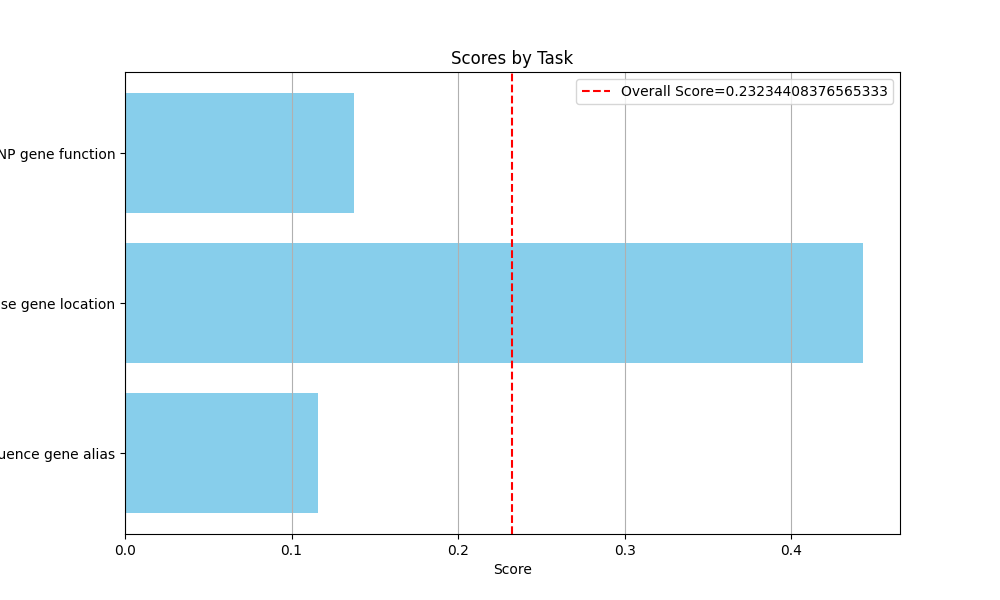 Scores by Task
Overall Score=0.23234408376565333
NP gene function
se gene location
uence gene alias
0.0 0.1 0.2 0.3 0.4
Score